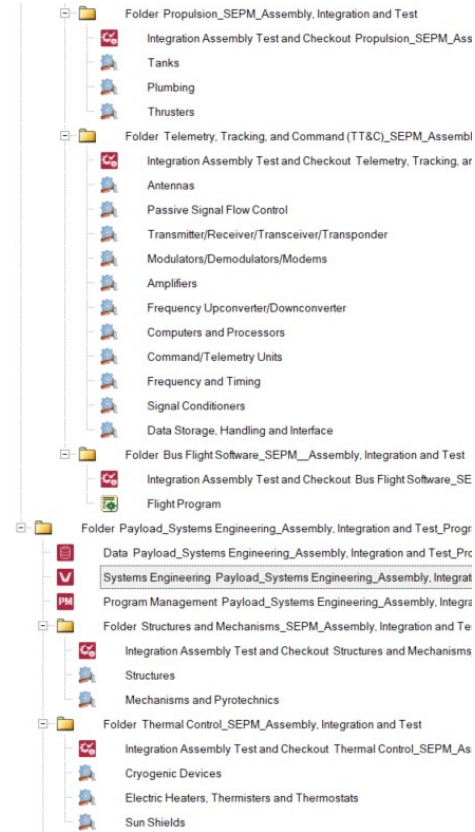 Folder Propulsion_SEPM_Assembly, Integration and Test
Integration Assembly Test and Checkout Propulsion_SEPM_Ass
Tanks
Plumbing
Thrusters
Folder Telemetry, Tracking, and Command (TT&C)_SEPM_Assembl
Integration Assembly Test and Checkout Telemetry, Tracking, ar
Antennas
Passive Signal Flow Control
Transmitter/Receiver/Transceiver/Transponder
Modulators/Demodulators/Modems
Amplifiers
Frequency Upconverter/Downconverter
Computers and Processors
Command/Telemetry Units
Frequency and Timing
Signal Conditioners
Data Storage, Handling and Interface
Folder Bus Flight Software_SEPM__Assembly, Integration and Test
Integration Assembly Test and Checkout Bus Flight Software_SE
Flight Program
Folder Payload_Systems Engineering_Assembly, Integration and Test_Progra
Data Payload_Systems Engineering_Assembly, Integration and Test_Pro
Systems Engineering Payload_Systems Engineering_Assembly, Integrati
PM Program Management Payload_Systems Engineering_Assembly, Integra
Folder Structures and Mechanisms_SEPM_Assembly, Integration and Te
Integration Assembly Test and Checkout Structures and Mechanisms
Structures
Mechanisms and Pyrotechnics
Folder Thermal Control_SEPM_Assembly, Integration and Test
Integration Assembly Test and Checkout Thermal Control_SEPM_As
Cryogenic Devices
Electric Heaters, Thermisters and Thermostats
Sun Shields